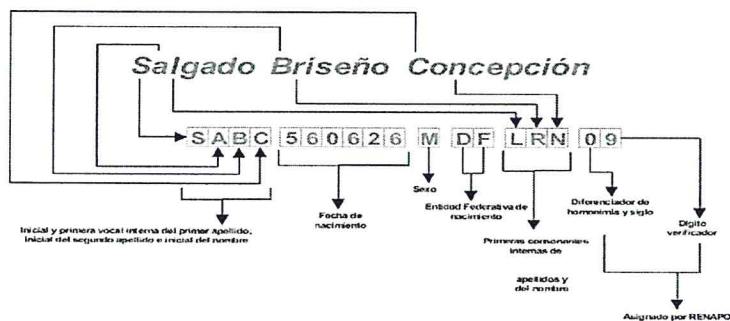 Salgado Briseño Concepción
SABC 560626 M DF LRN 09
Sexo
Fecha de nacimiento
Entidad Federativa de nacimiento
Diferenciador de homonimia y siglo
Dígito verificador
Inicial y primera vocal interna del primer apellido,
inicial del segundo apellido e inicial del nombre
Primeras consonantes
internas de
apellidos y
del nombre
Asignado por RENAPO